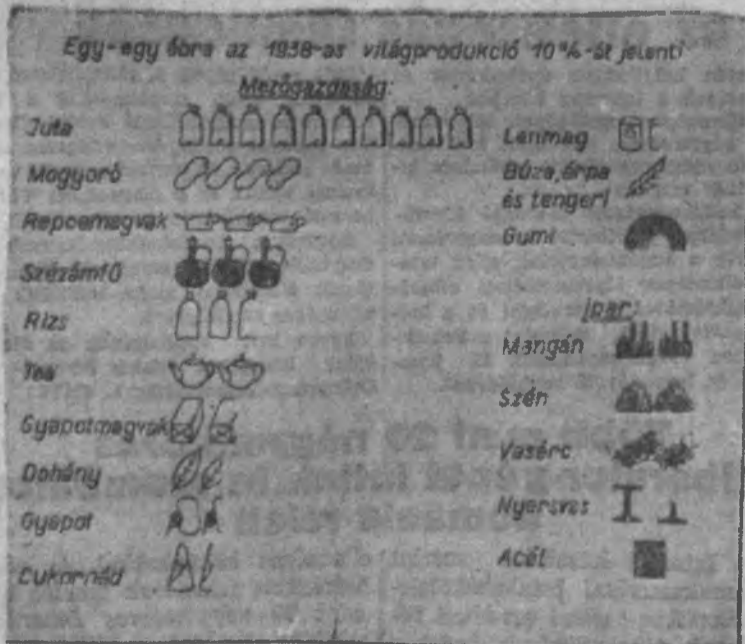 Egy-egy ábra az 1938-as világprodukció 10%-át jelenti
Mezőgazdaság:
Juta
Mogyoró
Repcemagvak
Szézámfű
Rizs
Tea
Gyapotmagvak
Dohány
Gyapot
Cukornád
Lenmag
Búza, árpa
és tengeri
Gumi
Ipar:
Mangán
Szén
Vasérc
Nyersvas
Acél